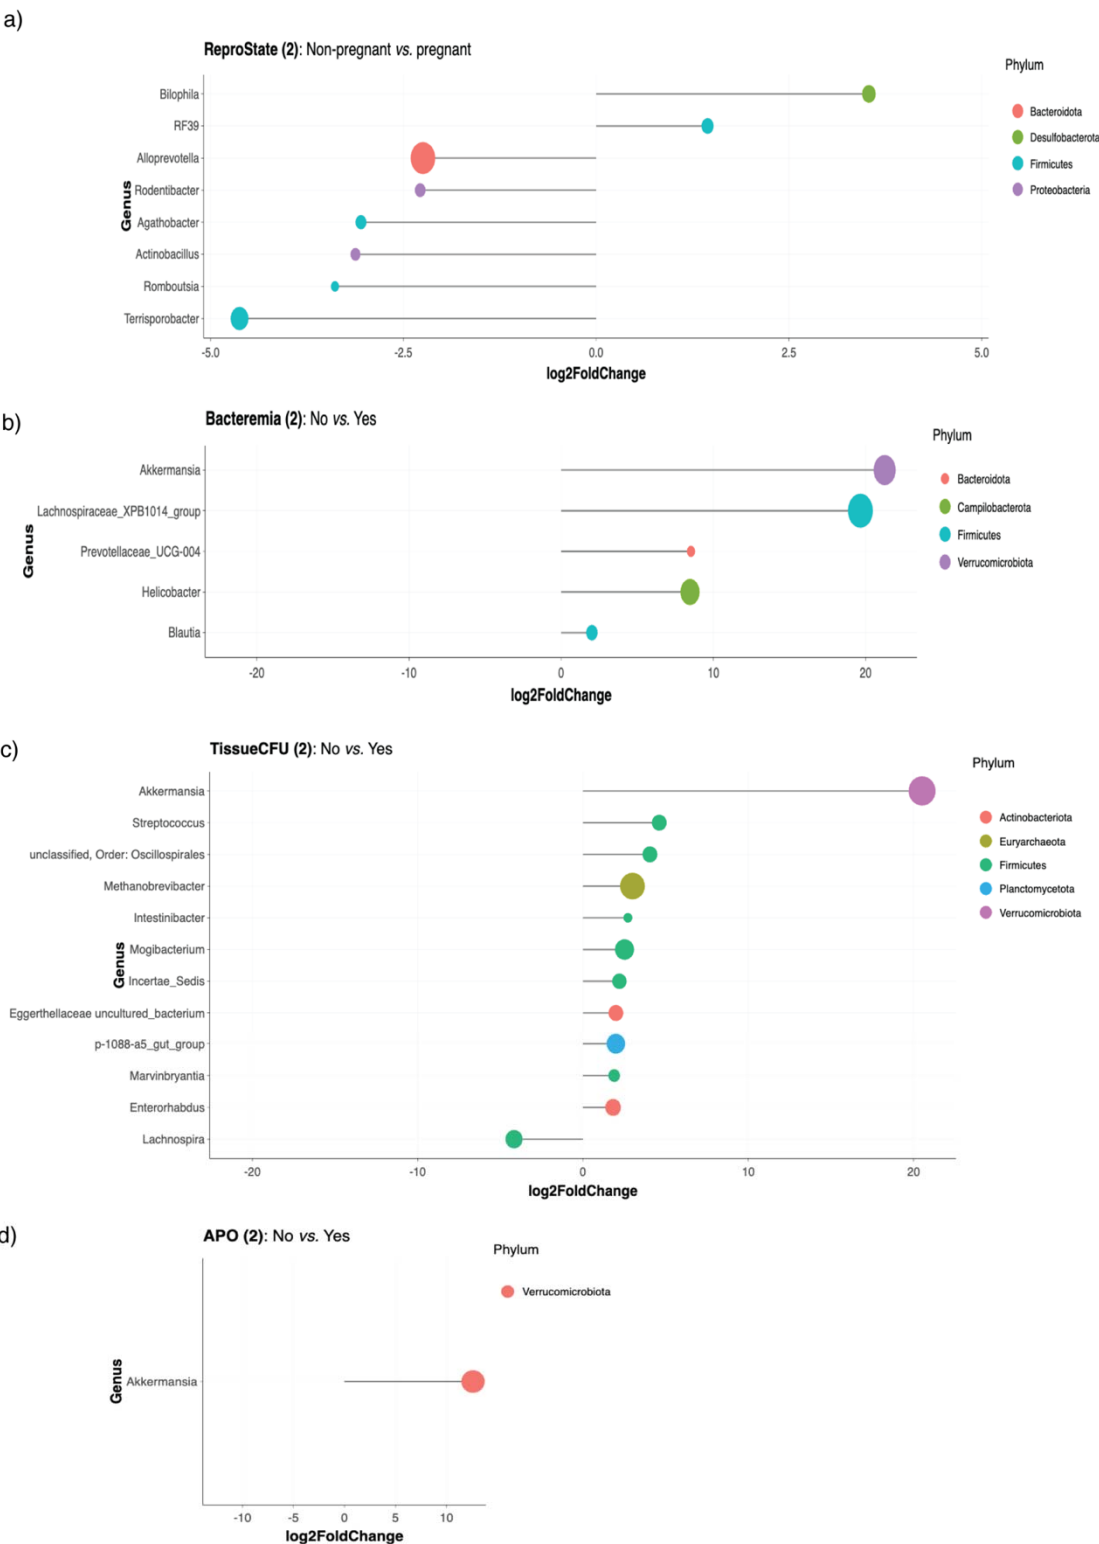 a)
ReproState (2): Non-pregnant vs. pregnant
Phylum
Bacteroidota
Desulfobacterota
Firmicutes
Proteobacteria
Genus
Bilophila
RF39
Alloprevotella
Rodentibacter
Agathobacter
Actinobacillus
Romboutsia
Terrisporobacter
-5.0 -2.5 0.0 2.5 5.0
log2FoldChange
b)
Bacteremia (2): No vs. Yes
Phylum
Bacteroidota
Campilobacterota
Firmicutes
Verrucomicrobiota
Genus
Akkermansia
Lachnospiraceae_XPB1014_group
Prevotellaceae_UCG-004
Helicobacter
Blautia
-20 -10 0 10 20
log2FoldChange
c)
TissueCFU (2): No vs. Yes
Phylum
Actinobacteriota
Euryarchaeota
Firmicutes
Planctomycetota
Verrucomicrobiota
Genus
Akkermansia
Streptococcus
unclassified, Order: Oscillospirales
Methanobrevibacter
Intestinibacter
Mogibacterium
Incertae_Sedis
Eggerthellaceae uncultured_bacterium
p-1088-a5_gut_group
Marvinbryantia
Enterorhabdus
Lachnospira
-20 -10 0 10 20
log2FoldChange
d)
APO (2): No vs. Yes
Phylum
Verrucomicrobiota
Genus
Akkermansia
-10 -5 0 5 10
log2FoldChange